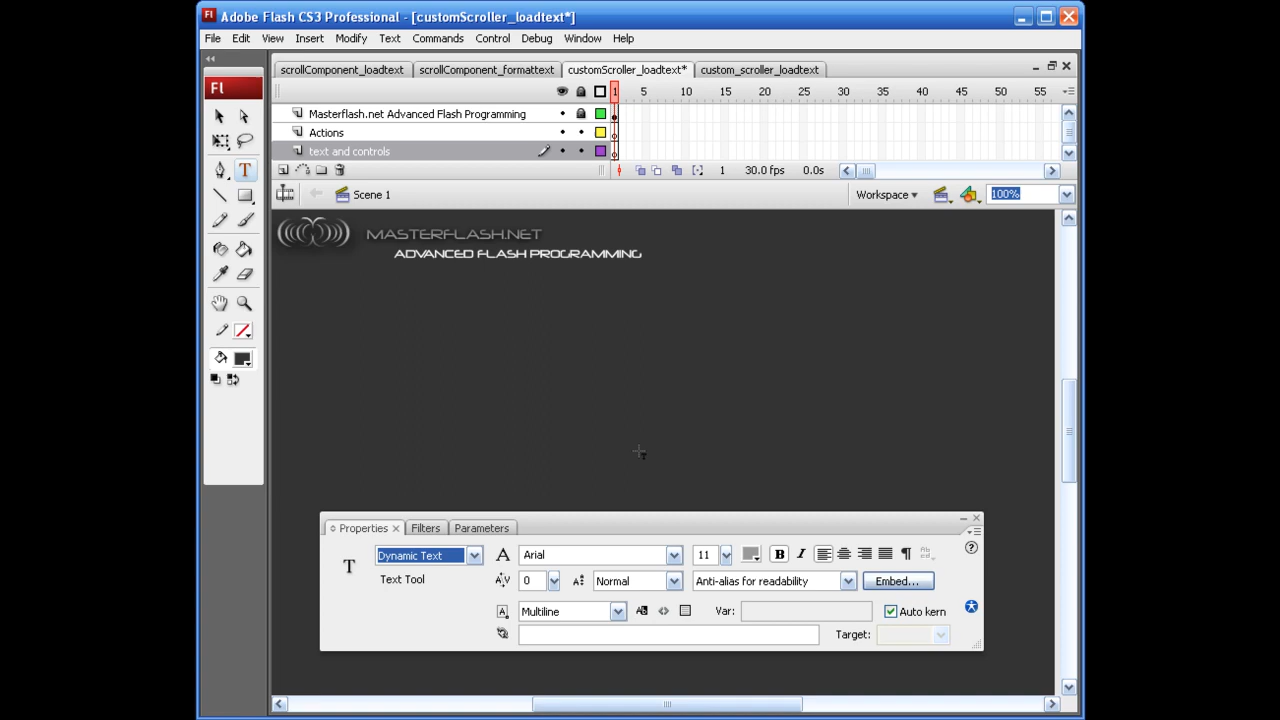 Adobe Flash CS3 Professional - [customScroller_loadtext*]
File Edit View Insert Modify Text Commands Control Debug Window Help
scrollComponent_loadtext scrollComponent_formattext customScroller_loadtext* custom_scroller_loadtext
Fl
1 5 10 15 20 25 30 35 40 45 50 55
Masterflash.net Advanced Flash Programming
Actions
text and controls
1 30.0 fps 0.0s
Scene 1 Workspace 100%
MASTERFLASH.NET
ADVANCED FLASH PROGRAMMING
Properties Filters Parameters
Dynamic Text A Arial 11 B I
T Text Tool A/V 0 Normal Anti-alias for readability Embed...
Multiline Var: Auto kern
Target: